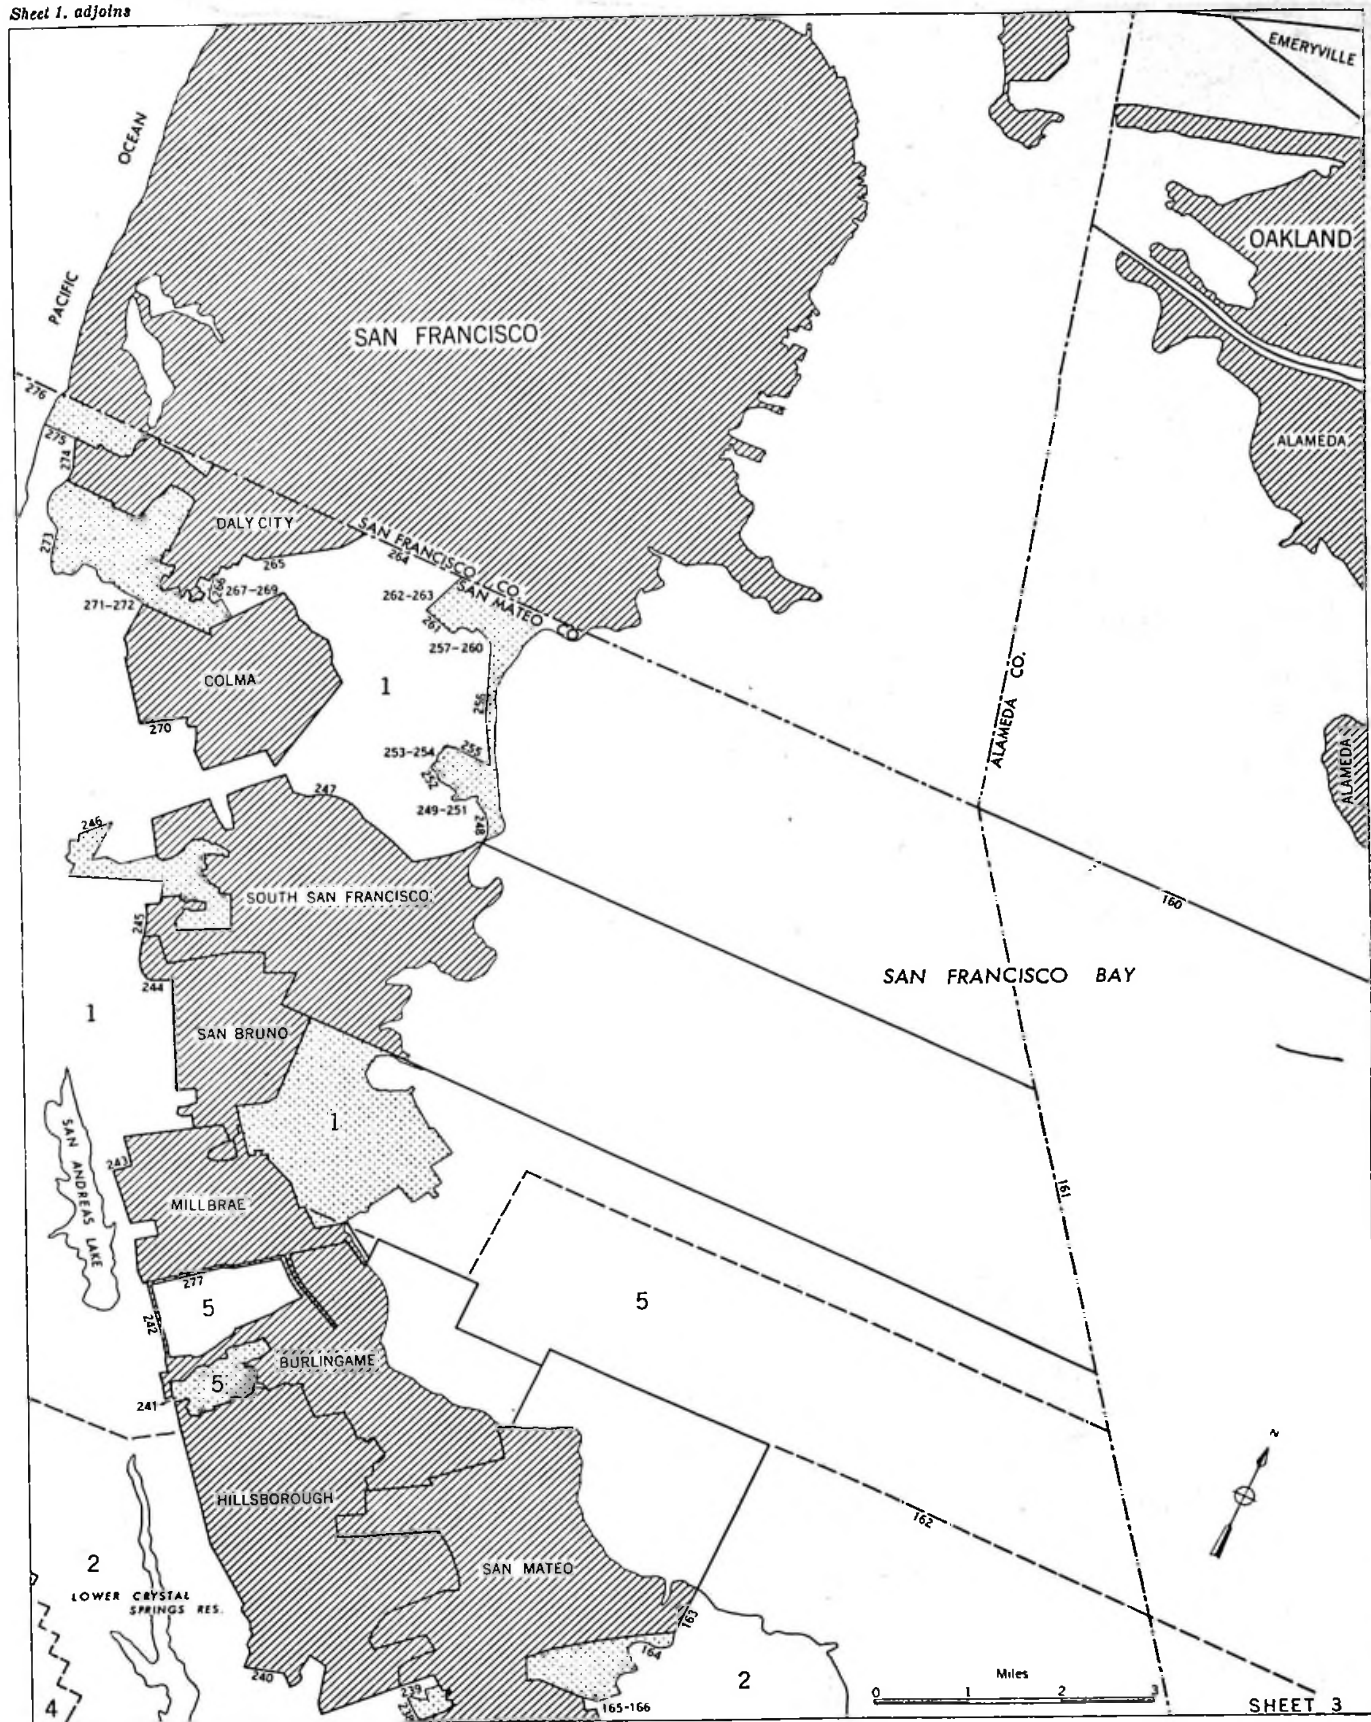 Sheet 1. adjoins
EMERYVILLE
OCEAN
PACIFIC
OAKLAND
SAN FRANCISCO
276
275
274
ALAMEDA
DALY CITY
SAN FRANCISCO CO.
SAN MATEO CO.
264
273
265
266
267-269
262-263
271-272
261
257-260
COLMA
1
256
270
ALAMEDA CO.
253-254
255
252
249-251
248
ALAMEDA
247
246
SOUTH SAN FRANCISCO
160
245
244
SAN FRANCISCO BAY
1
SAN BRUNO
1
SAN ANDREAS LAKE
243
161
MILLBRAE
277
5
5
242
BURLINGAME
5
241
N
HILLSBOROUGH
162
2
SAN MATEO
LOWER CRYSTAL
SPRINGS RES.
163
164
240
239
238
2
165-166
4
Miles
0 1 2 3
SHEET 3